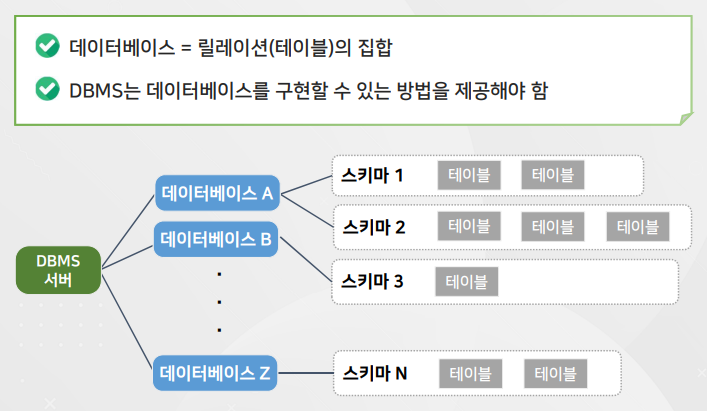 데이터베이스 = 릴레이션(테이블)의 집합
DBMS는 데이터베이스를 구현할 수 있는 방법을 제공해야 함
스키마 1 테이블 테이블
데이터베이스 A
스키마 2 테이블 테이블 테이블
데이터베이스 B
DBMS
서버
스키마 3 테이블
데이터베이스 Z
스키마 N 테이블 테이블